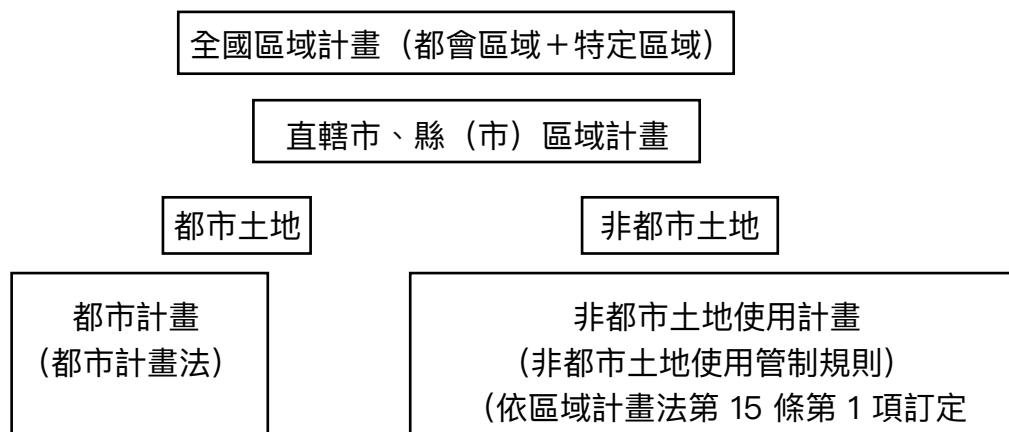 全國區域計畫（都會區域＋特定區域）
直轄市、縣（市）區域計畫
都市土地
非都市土地
都市計畫
（都市計畫法）
非都市土地使用計畫
（非都市土地使用管制規則）
（依區域計畫法第 15 條第 1 項訂定